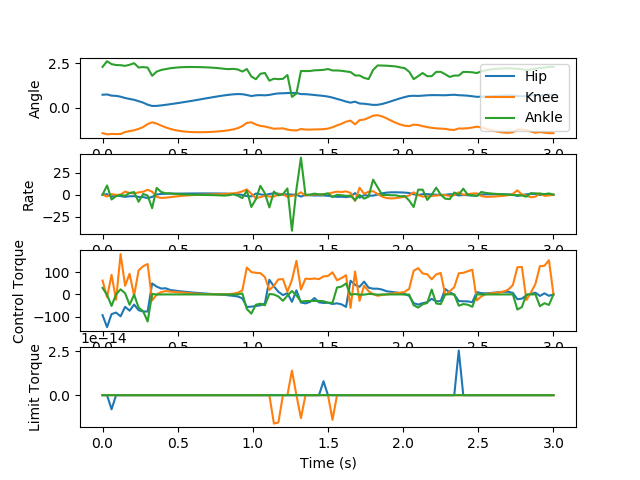 2.5
0.0
Angle
Hip
Knee
Ankle
0.0 0.5 1.0 1.5 2.0 2.5 3.0
25
0
−25
Rate
0.0 0.5 1.0 1.5 2.0 2.5 3.0
100
0
−100
Control Torque
0.0 0.5 1.0 1.5 2.0 2.5 3.0
1e−14
2.5
0.0
Limit Torque
0.0 0.5 1.0 1.5 2.0 2.5 3.0
Time (s)